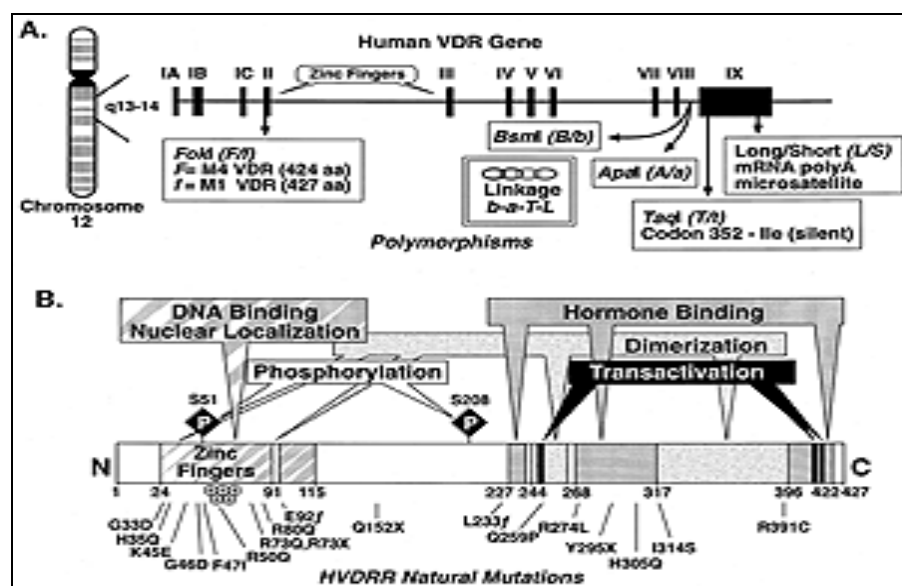 A.
Human VDR Gene
IA IB IC II Zinc Fingers III IV V VI VII VIII IX
q13-14
FokI (F/f)
F= M4 VDR (424 aa)
f = M1 VDR (427 aa)
BsmI (B/b)
ApaI (A/a)
Linkage
b-a-T-L
Long/Short (L/S)
mRNA polyA
microsatellite
TaqI (T/t)
Codon 352 - Ile (silent)
Chromosome
12
Polymorphisms
B.
DNA Binding
Nuclear Localization
Hormone Binding
Dimerization
Phosphorylation
Transactivation
S51
P
S208
P
N
Zinc
Fingers
C
1 24 91 115 227 244 268 317 396 422 427
G33D
H35Q
K45E
G46D
F47I
R50Q
R73Q,R73X
R80Q
E92f
Q152X
L233f
Q259P
R274L
Y295X
H305Q
I314S
R391C
HVDRR Natural Mutations